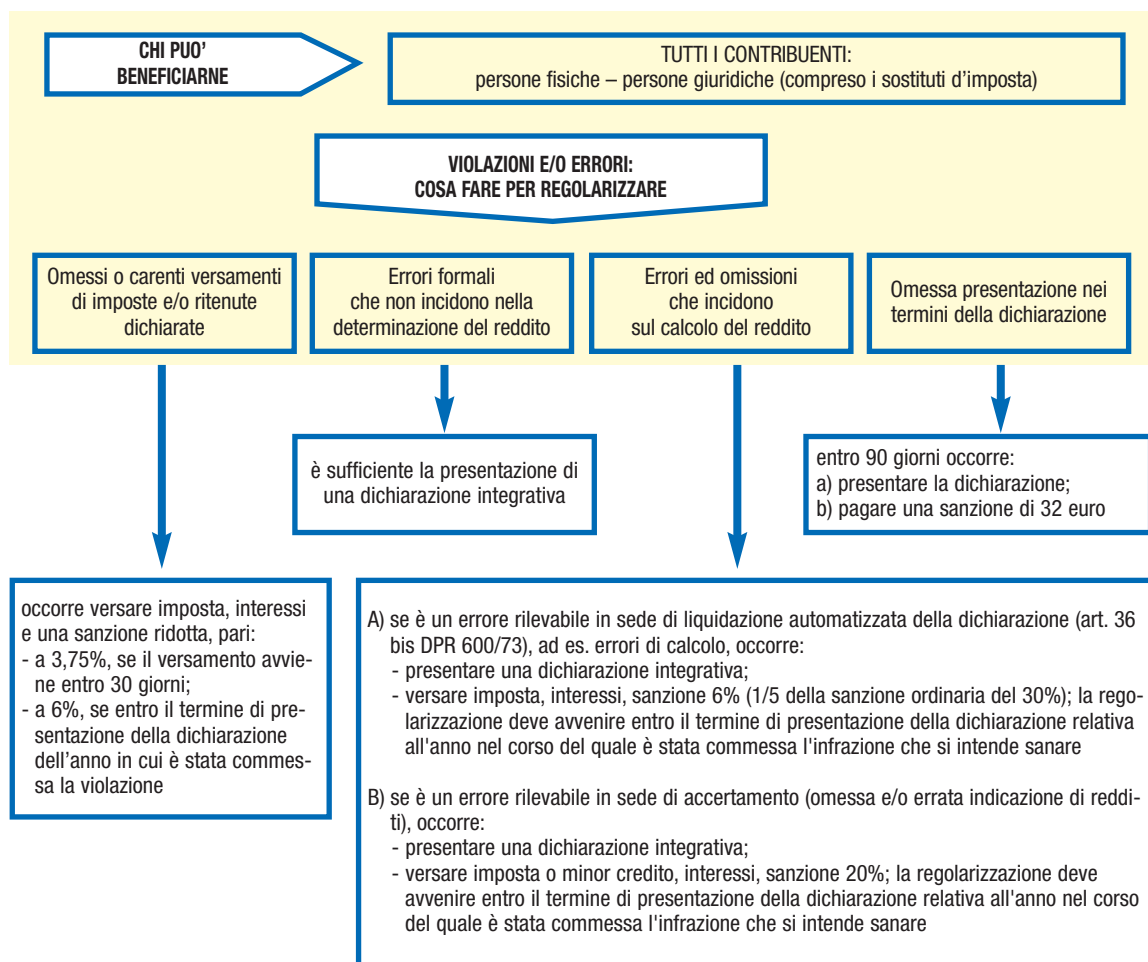 CHI PUO'
BENEFICIARNE
TUTTI I CONTRIBUENTI:
persone fisiche – persone giuridiche (compreso i sostituti d'imposta)
VIOLAZIONI E/O ERRORI:
COSA FARE PER REGOLARIZZARE
Omessi o carenti versamenti
di imposte e/o ritenute
dichiarate
Errori formali
che non incidono nella
determinazione del reddito
Errori ed omissioni
che incidono
sul calcolo del reddito
Omessa presentazione nei
termini della dichiarazione
è sufficiente la presentazione di
una dichiarazione integrativa
entro 90 giorni occorre:
a) presentare la dichiarazione;
b) pagare una sanzione di 32 euro
occorre versare imposta, interessi
e una sanzione ridotta, pari:
- a 3,75%, se il versamento avvie-
ne entro 30 giorni;
- a 6%, se entro il termine di pre-
sentazione della dichiarazione
dell'anno in cui è stata commes-
sa la violazione
A) se è un errore rilevabile in sede di liquidazione automatizzata della dichiarazione (art. 36
bis DPR 600/73), ad es. errori di calcolo, occorre:
- presentare una dichiarazione integrativa;
- versare imposta, interessi, sanzione 6% (1/5 della sanzione ordinaria del 30%); la rego-
larizzazione deve avvenire entro il termine di presentazione della dichiarazione relativa
all'anno nel corso del quale è stata commessa l'infrazione che si intende sanare
B) se è un errore rilevabile in sede di accertamento (omessa e/o errata indicazione di reddi-
ti), occorre:
- presentare una dichiarazione integrativa;
- versare imposta o minor credito, interessi, sanzione 20%; la regolarizzazione deve
avvenire entro il termine di presentazione della dichiarazione relativa all'anno nel corso
del quale è stata commessa l'infrazione che si intende sanare